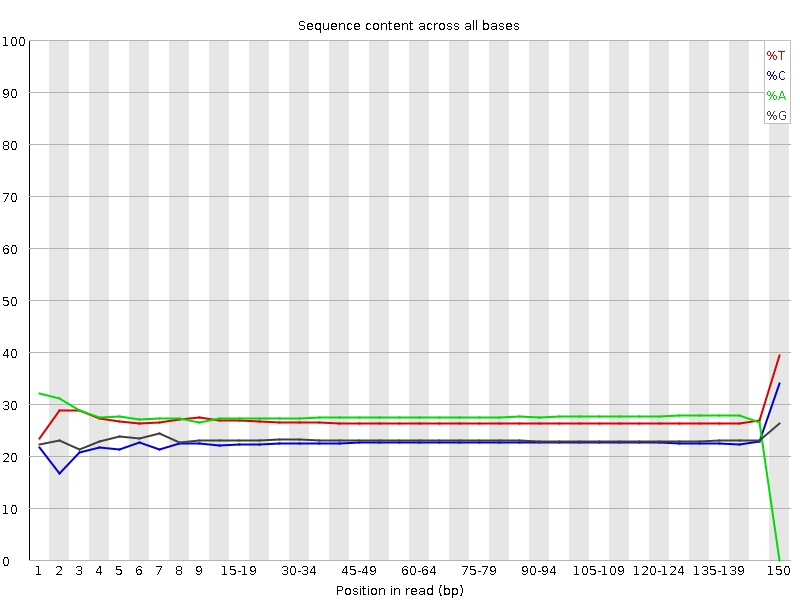 Sequence content across all bases
100
90
80
70
60
50
40
30
20
10
0
%T
%C
%A
%G
1 2 3 4 5 6 7 8 9 15-19 30-34 45-49 60-64 75-79 90-94 105-109 120-124 135-139 150
Position in read (bp)